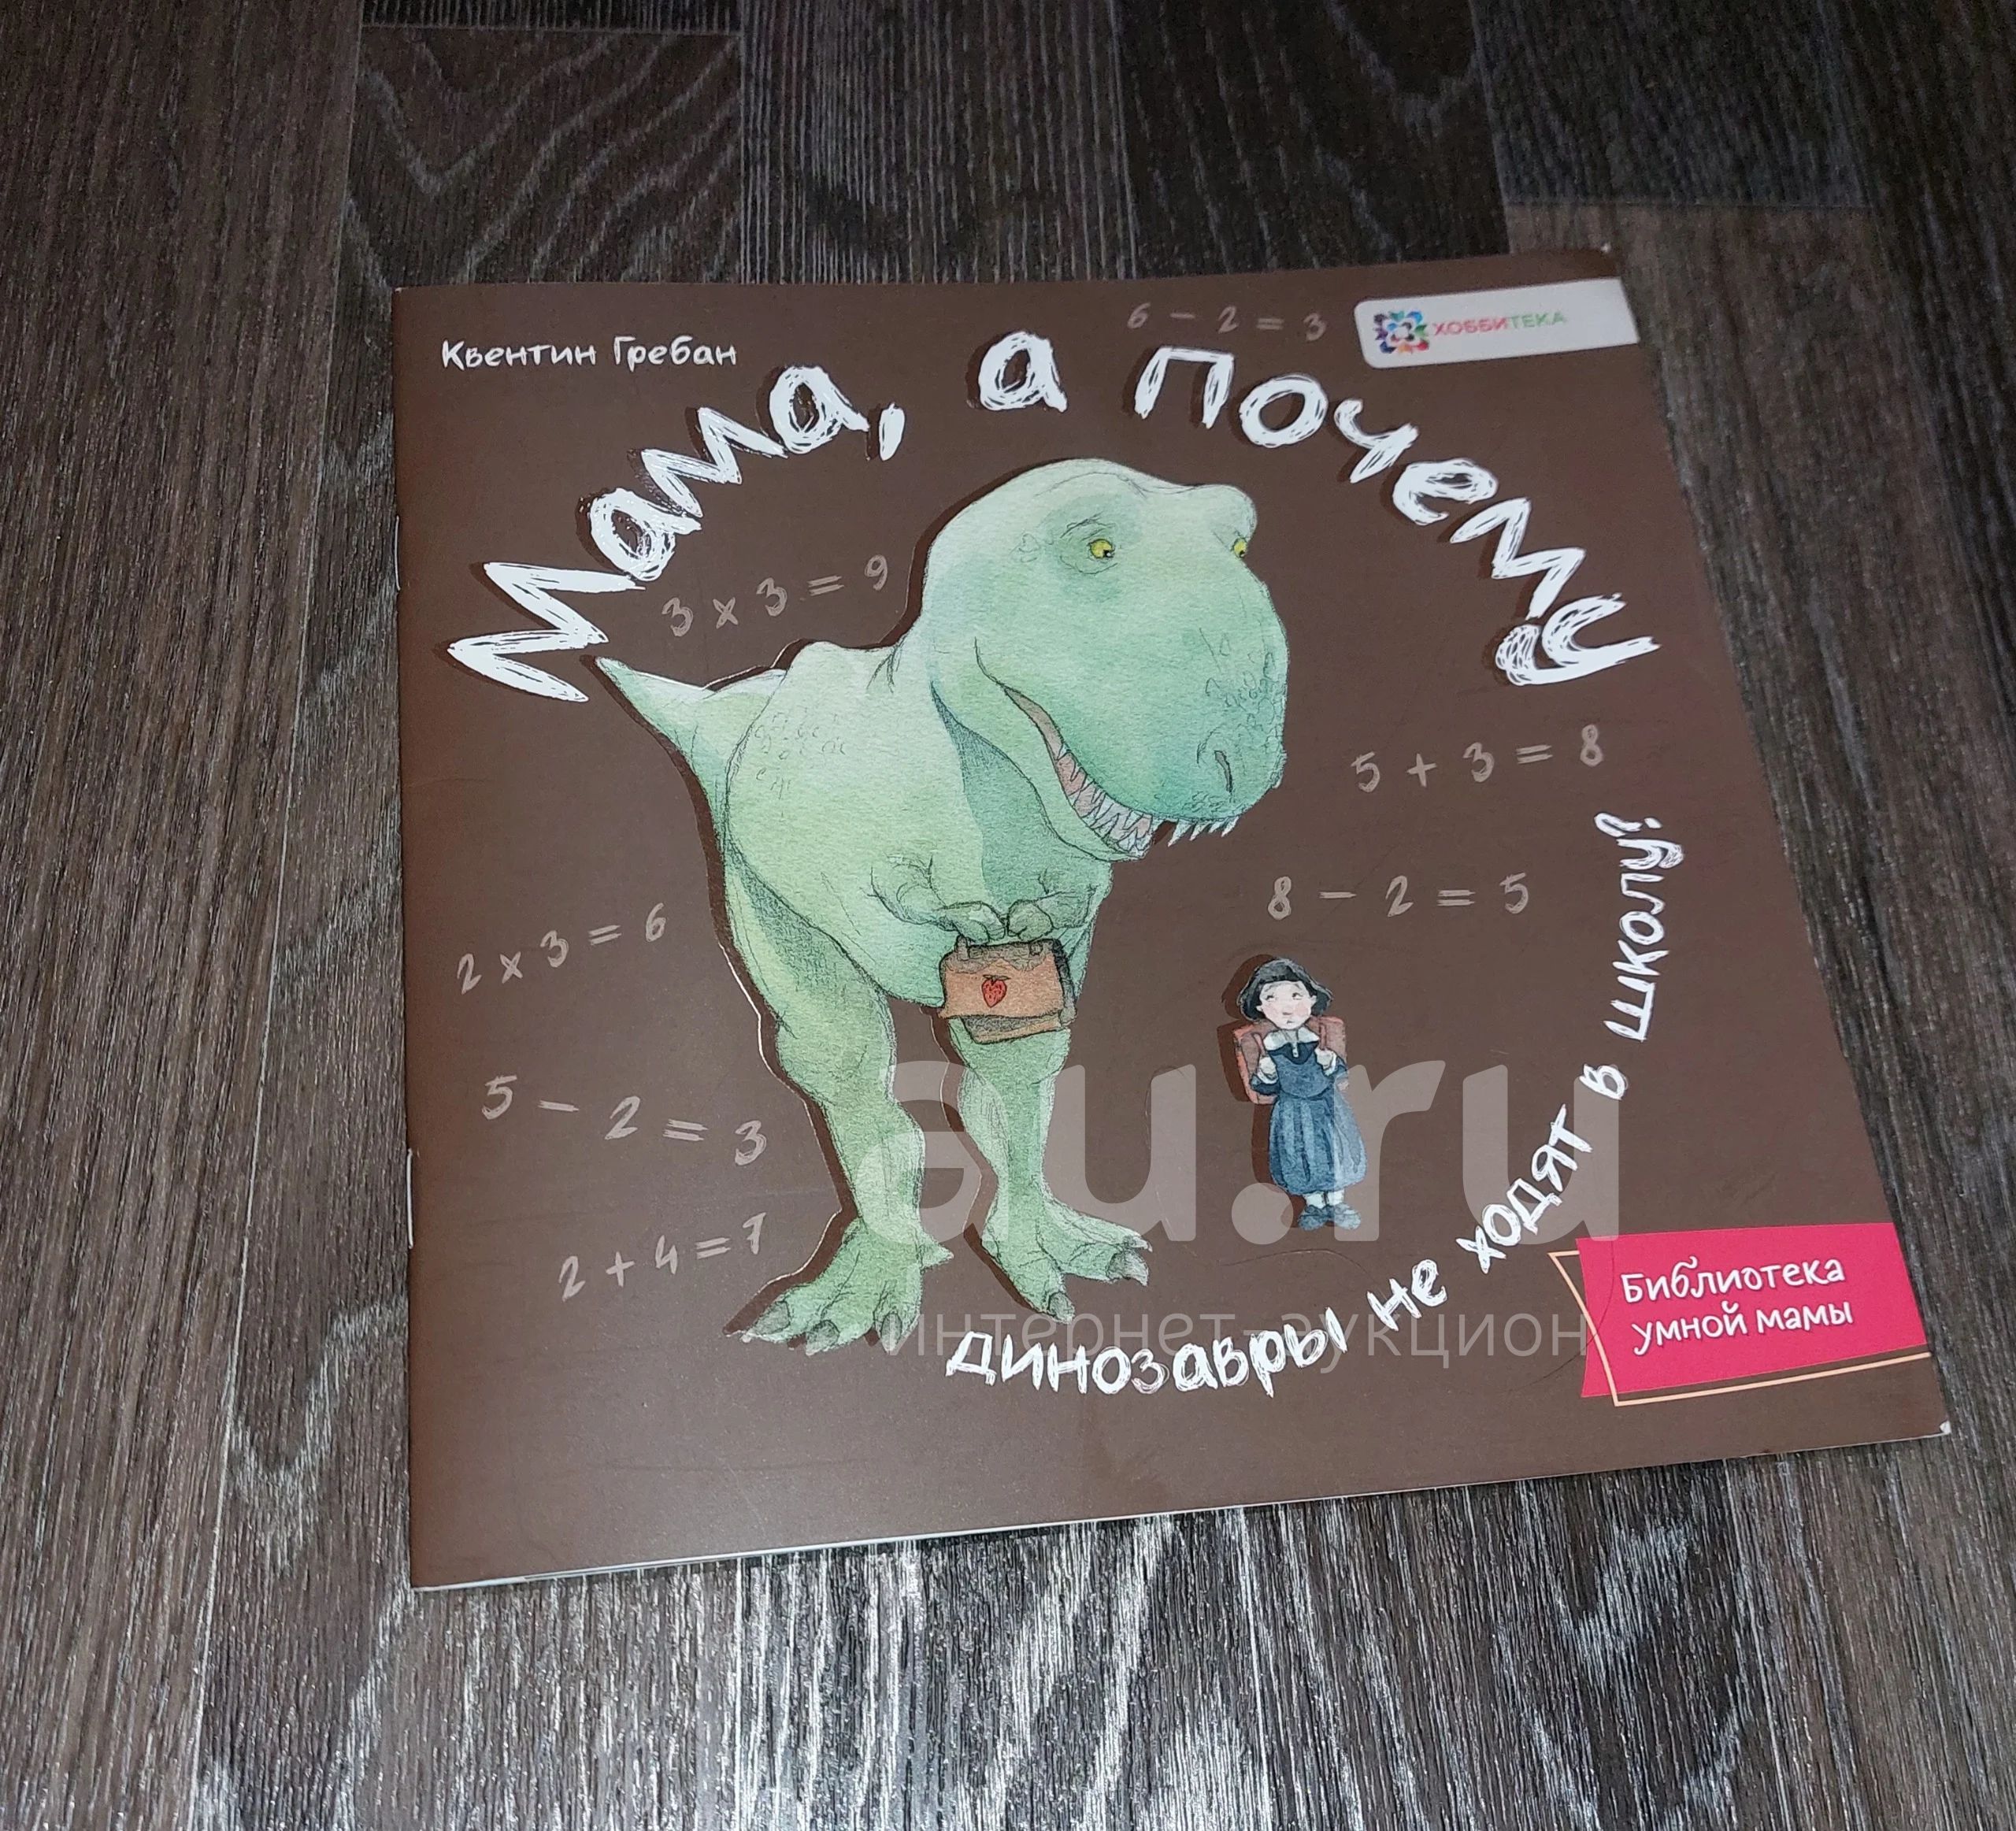 6 - 2 = 3
ХОББИТЕКА
Квентин Гребан
Мама, а почему
3 x 3 = 9
5 + 3 = 8
8 - 2 = 5
2 x 3 = 6
5 - 2 = 3
2 + 4 = 7
динозавры не ходят в школу?
Библиотека
умной мамы
au.ru
интернет-аукцион